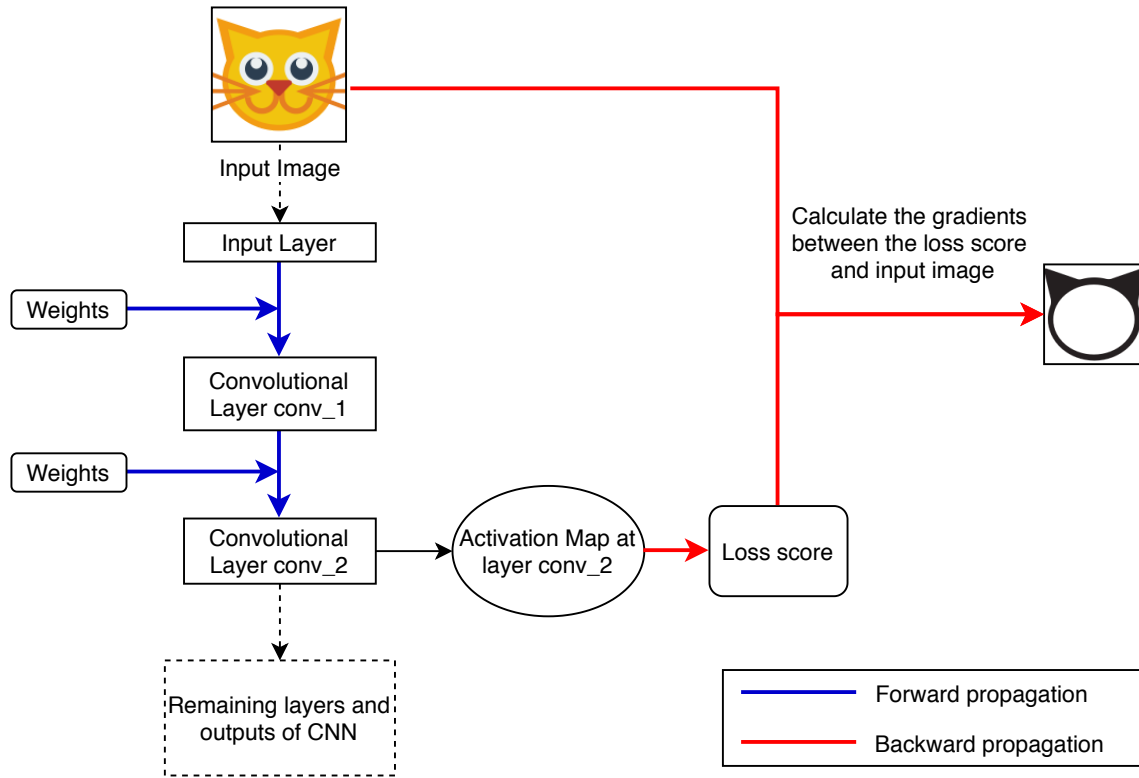 Input Image
Input Layer
Weights
Convolutional
Layer conv_1
Weights
Convolutional
Layer conv_2
Activation Map at
layer conv_2
Loss score
Calculate the gradients
between the loss score
and input image
Remaining layers and
outputs of CNN
Forward propagation
Backward propagation